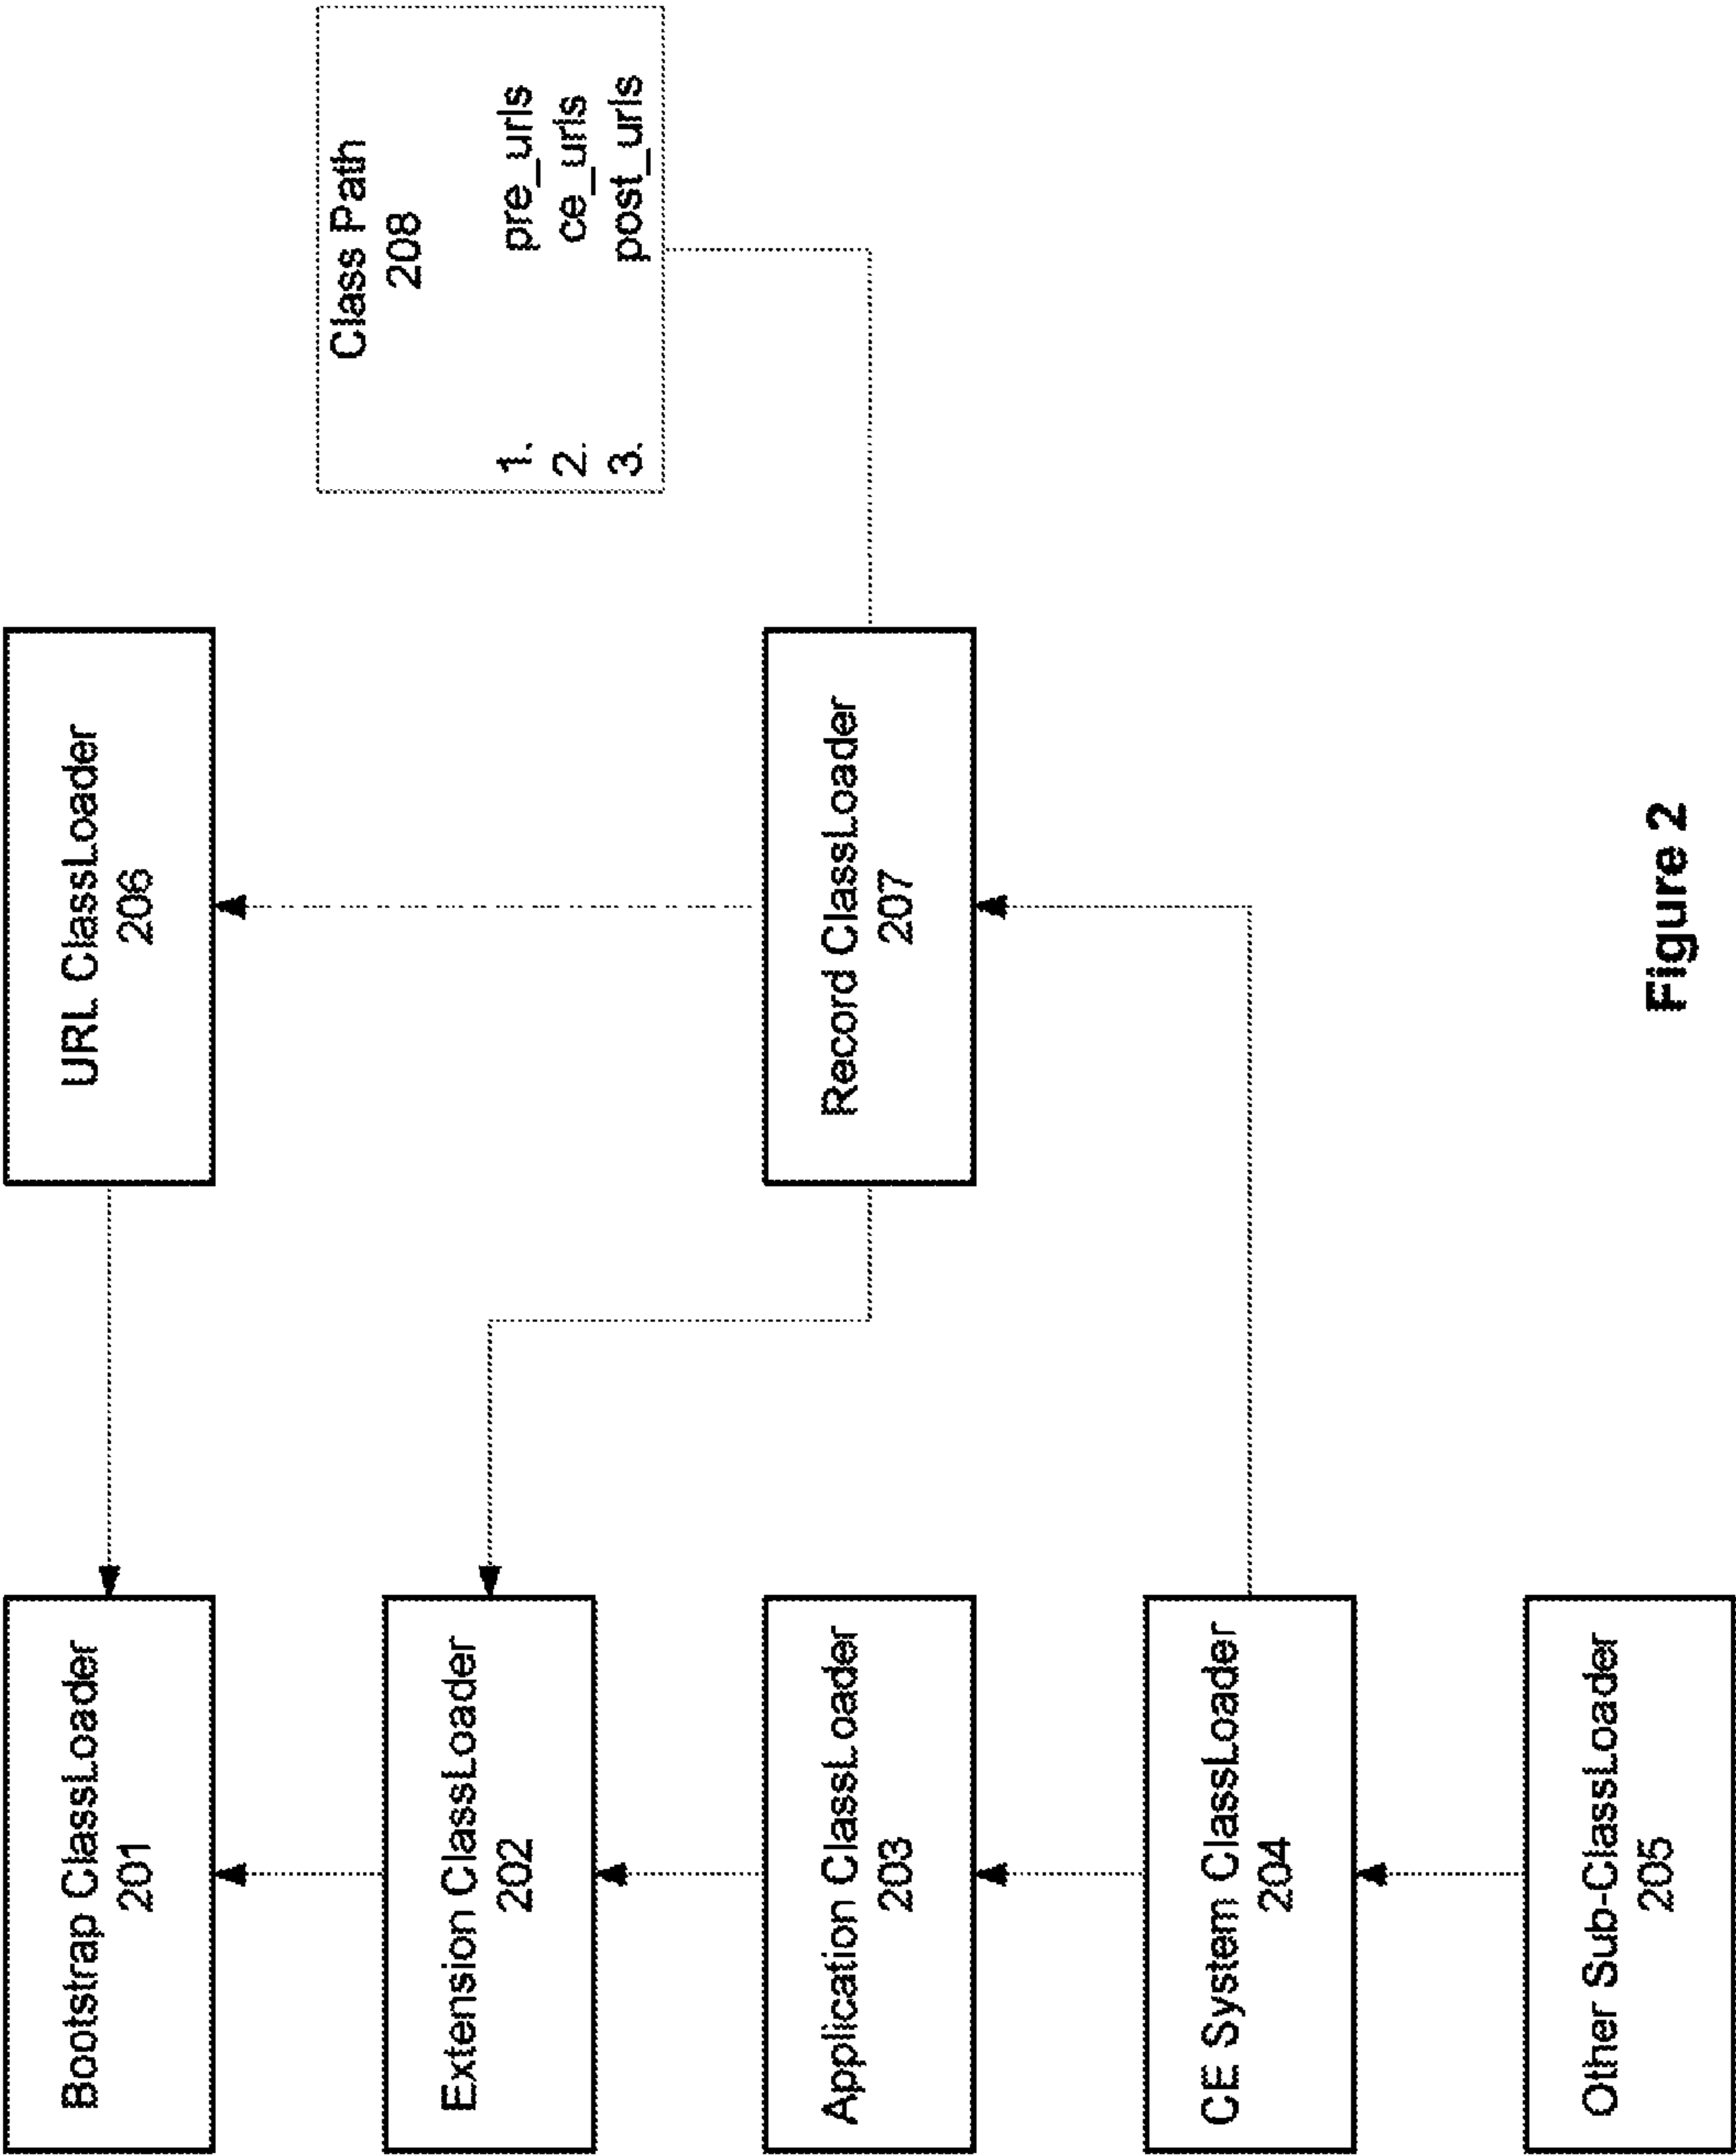 Bootstrap ClassLoader
201
URL ClassLoader
206
Class Path
208
1. pre_urls
2. ce_urls
3. post_urls
Extension ClassLoader
202
Application ClassLoader
203
Record ClassLoader
207
CE System ClassLoader
204
Other Sub-ClassLoader
205
Figure 2